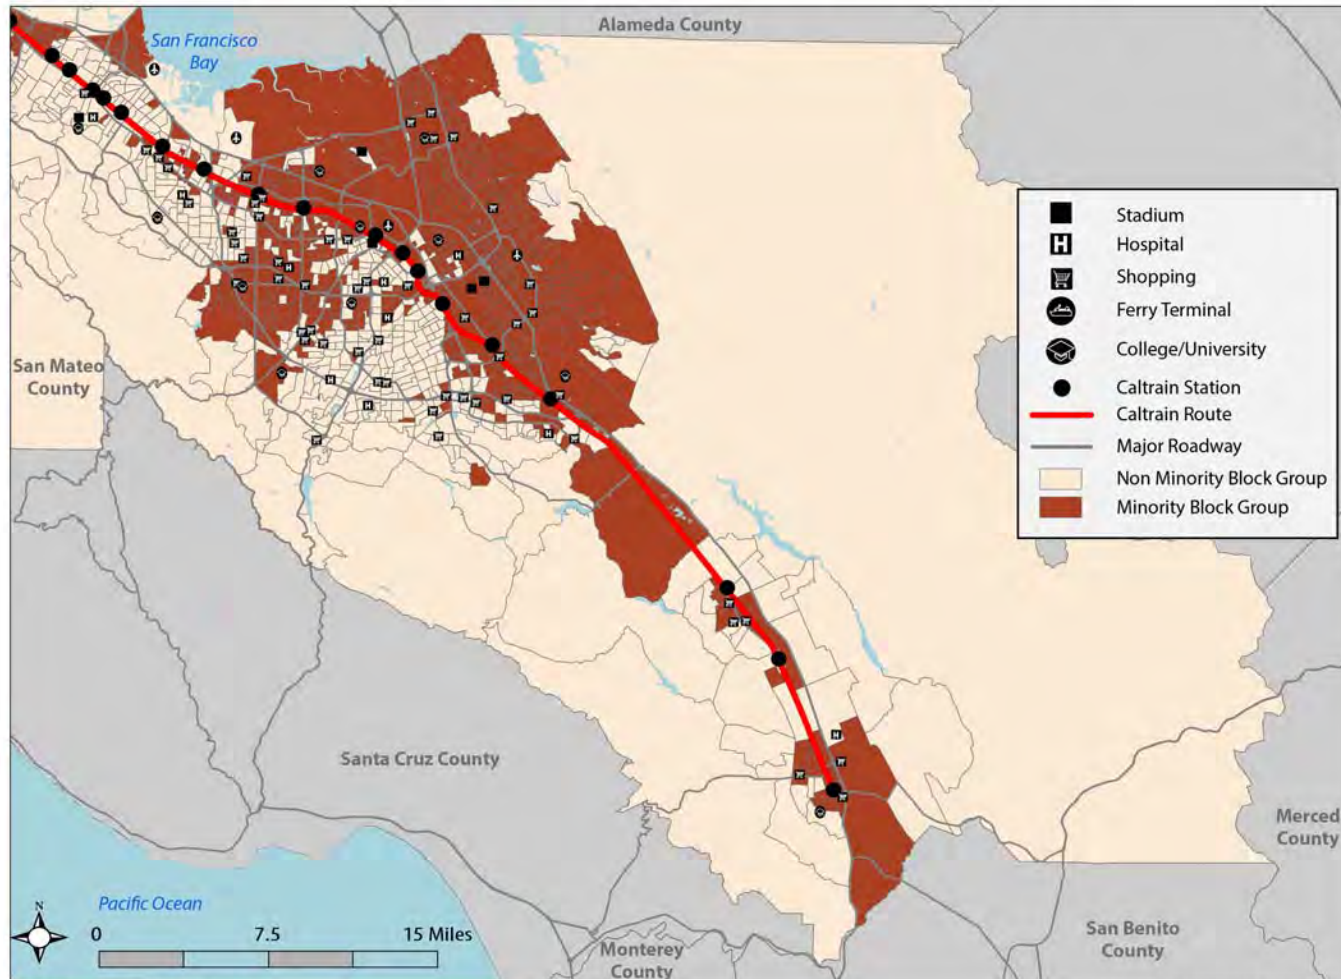 Alameda County
San Francisco
Bay
Stadium
Hospital
Shopping
Ferry Terminal
College/University
Caltrain Station
Caltrain Route
Major Roadway
Non Minority Block Group
Minority Block Group
San Mateo
County
Santa Cruz County
Merced
County
Pacific Ocean
N
0 7.5 15 Miles
Monterey
County
San Benito
County